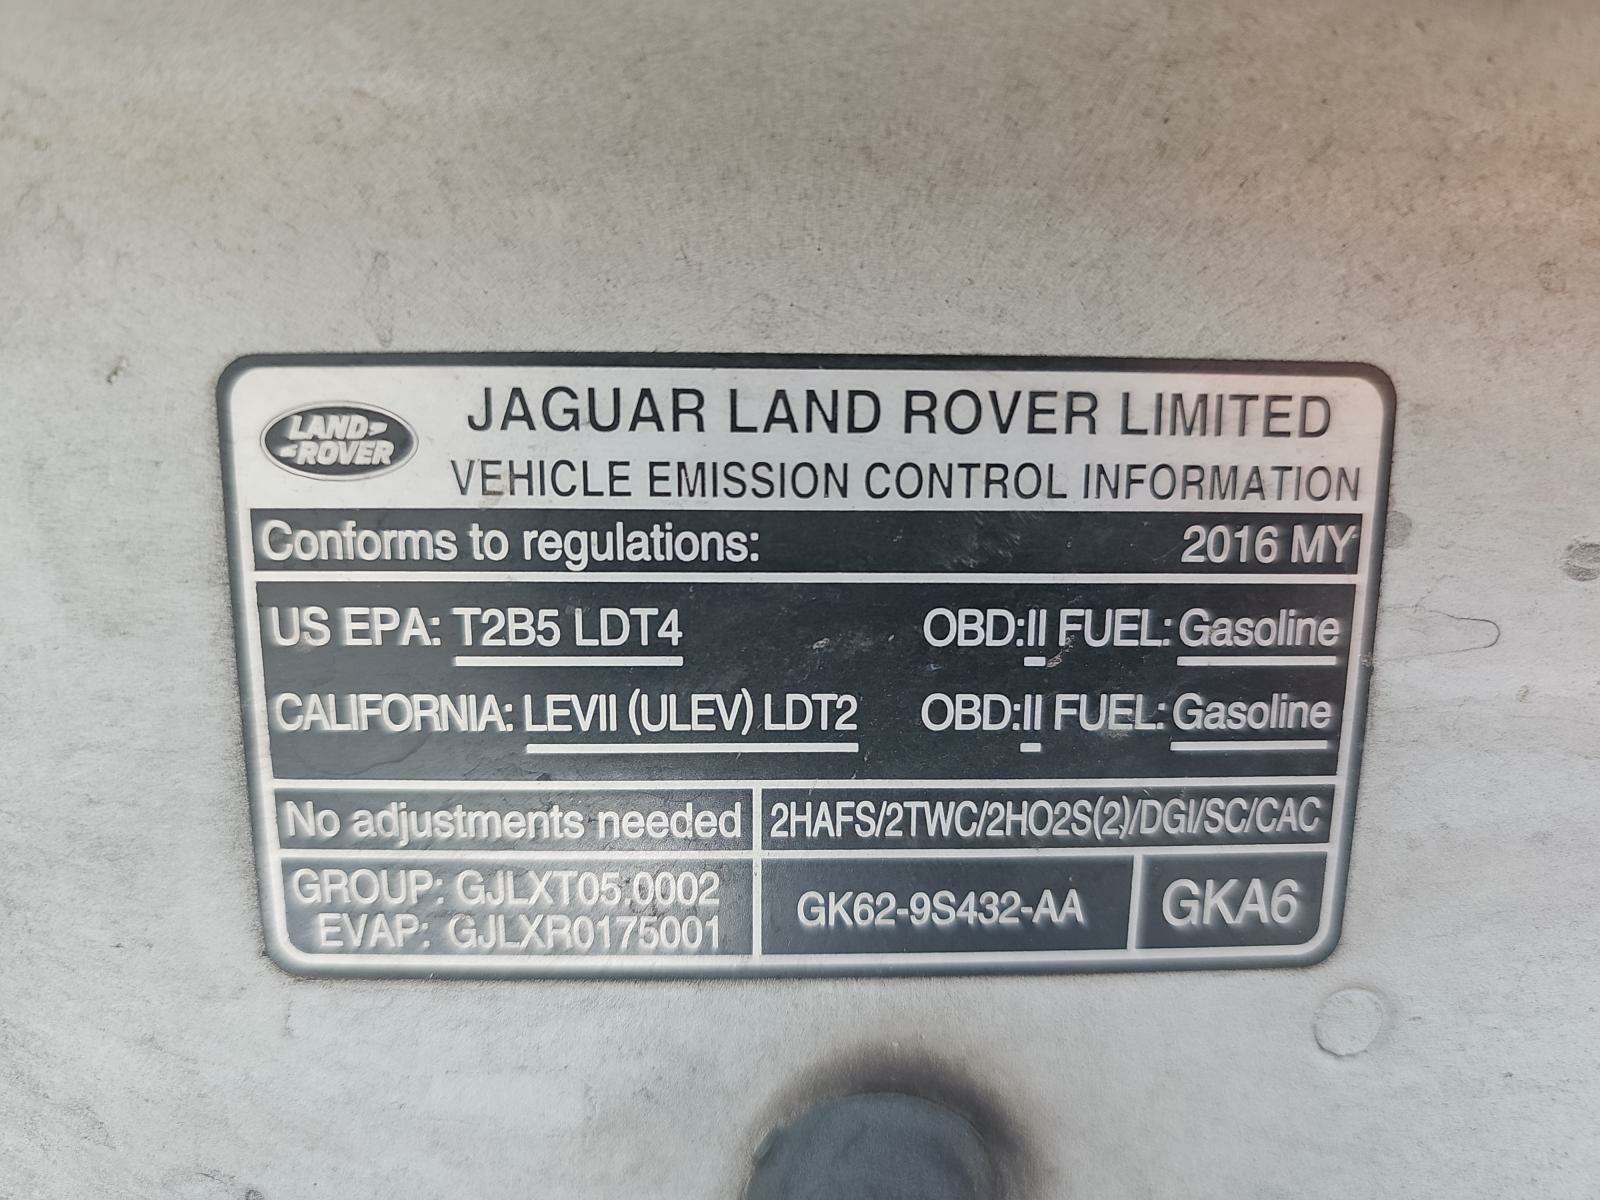 LAND
ROVER
JAGUAR LAND ROVER LIMITED
VEHICLE EMISSION CONTROL INFORMATION
Conforms to regulations: 2016 MY
US EPA: T2B5 LDT4 OBD:II FUEL: Gasoline
CALIFORNIA: LEVII (ULEV) LDT2 OBD:II FUEL: Gasoline
No adjustments needed 2HAFS/2TWC/2HO2S(2)/DGI/SC/CAC
GROUP: GJLXT05.0002
EVAP: GJLXR0175001
GK62-9S432-AA GKA6